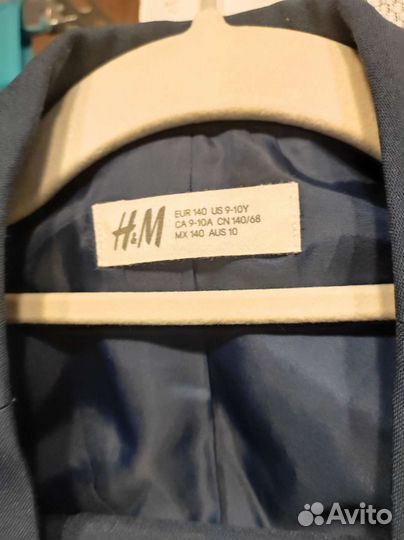 H&M
EUR 140 US 9-10Y
CA 9-10A CN 140/68
MX 140 AUS 10
Avito